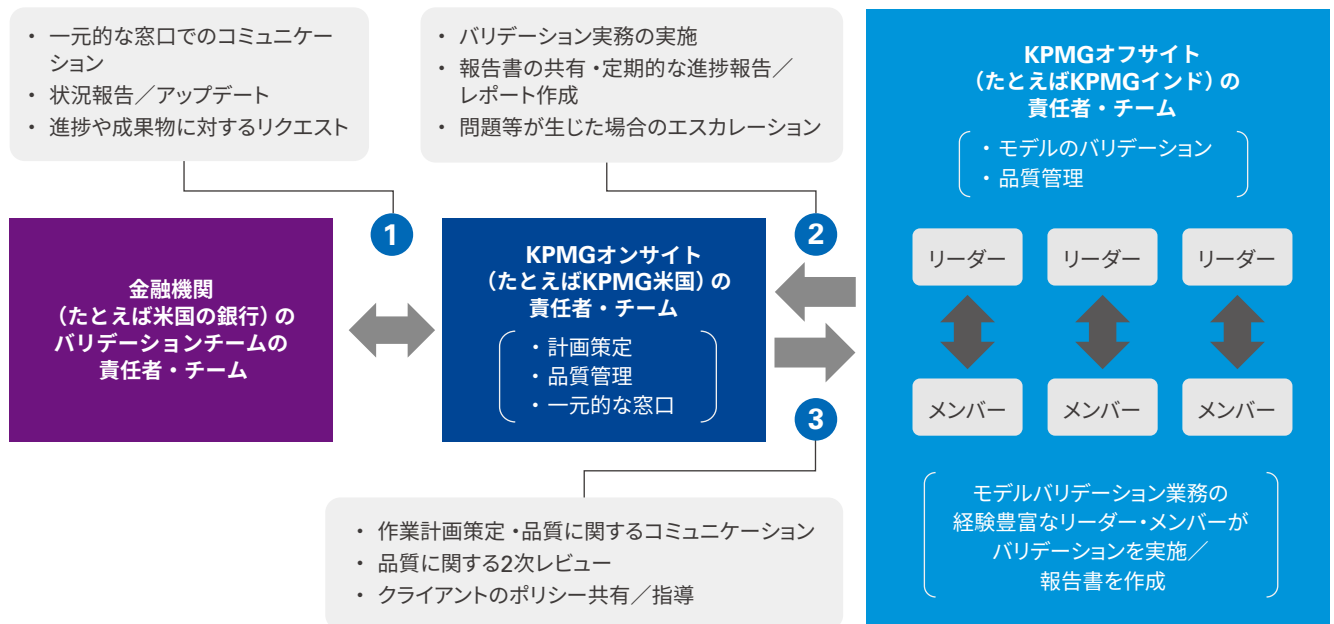 ・ 一元的な窓口でのコミュニケー
ション
・ 状況報告／アップデート
・ 進捗や成果物に対するリクエスト
・ バリデーション実務の実施
・ 報告書の共有・定期的な進捗報告／
レポート作成
・ 問題等が生じた場合のエスカレーション
1
2
金融機関
（たとえば米国の銀行）の
バリデーションチームの
責任者・チーム
KPMGオンサイト
（たとえばKPMG米国）の
責任者・チーム
・計画策定
・品質管理
・一元的な窓口
3
・ 作業計画策定・品質に関するコミュニケーション
・ 品質に関する2次レビュー
・ クライアントのポリシー共有／指導
KPMGオフサイト
（たとえばKPMGインド）の
責任者・チーム
・モデルのバリデーション
・品質管理
リーダー リーダー リーダー
メンバー メンバー メンバー
モデルバリデーション業務の
経験豊富なリーダー・メンバーが
バリデーションを実施／
報告書を作成